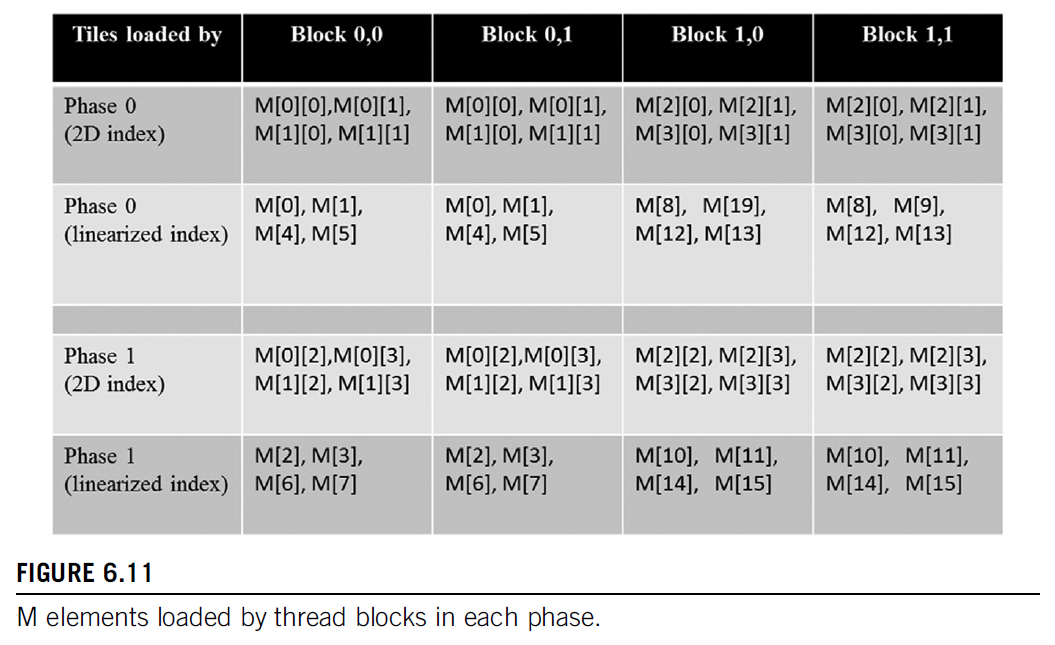 Tiles loaded by Block 0,0 Block 0,1 Block 1,0 Block 1,1
Phase 0 M[0][0],M[0][1], M[0][0], M[0][1], M[2][0], M[2][1], M[2][0], M[2][1],
(2D index) M[1][0], M[1][1] M[1][0], M[1][1] M[3][0], M[3][1] M[3][0], M[3][1]
Phase 0 M[0], M[1], M[0], M[1], M[8], M[19], M[8], M[9],
(linearized index) M[4], M[5] M[4], M[5] M[12], M[13] M[12], M[13]
Phase 1 M[0][2],M[0][3], M[0][2],M[0][3], M[2][2], M[2][3], M[2][2], M[2][3],
(2D index) M[1][2], M[1][3] M[1][2], M[1][3] M[3][2], M[3][3] M[3][2], M[3][3]
Phase 1 M[2], M[3], M[2], M[3], M[10], M[11], M[10], M[11],
(linearized index) M[6], M[7] M[6], M[7] M[14], M[15] M[14], M[15]
FIGURE 6.11
M elements loaded by thread blocks in each phase.